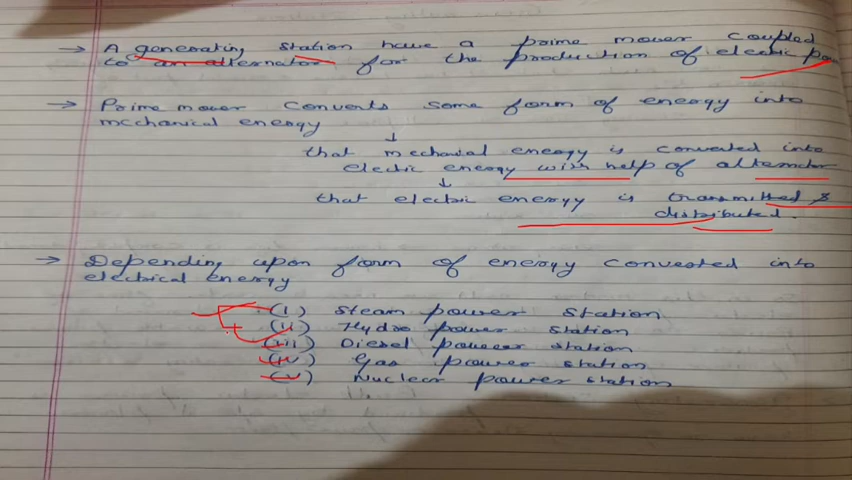 → A generating station have a prime mover coupled
to an alternator for the production of electric
→ Prime mover converts some form of energy into
mechanical energy
↓
that mechanial energy is converted into
electric energy with help of alternator
↓
that electric energy is transmitted &
distributed.
→ Depending upon form of energy converted into
electrical energy
(i) Steam power station
(ii) Hydro power station
(iii) Diesel power station
(iv) Gas power station
(v) Nuclear power station